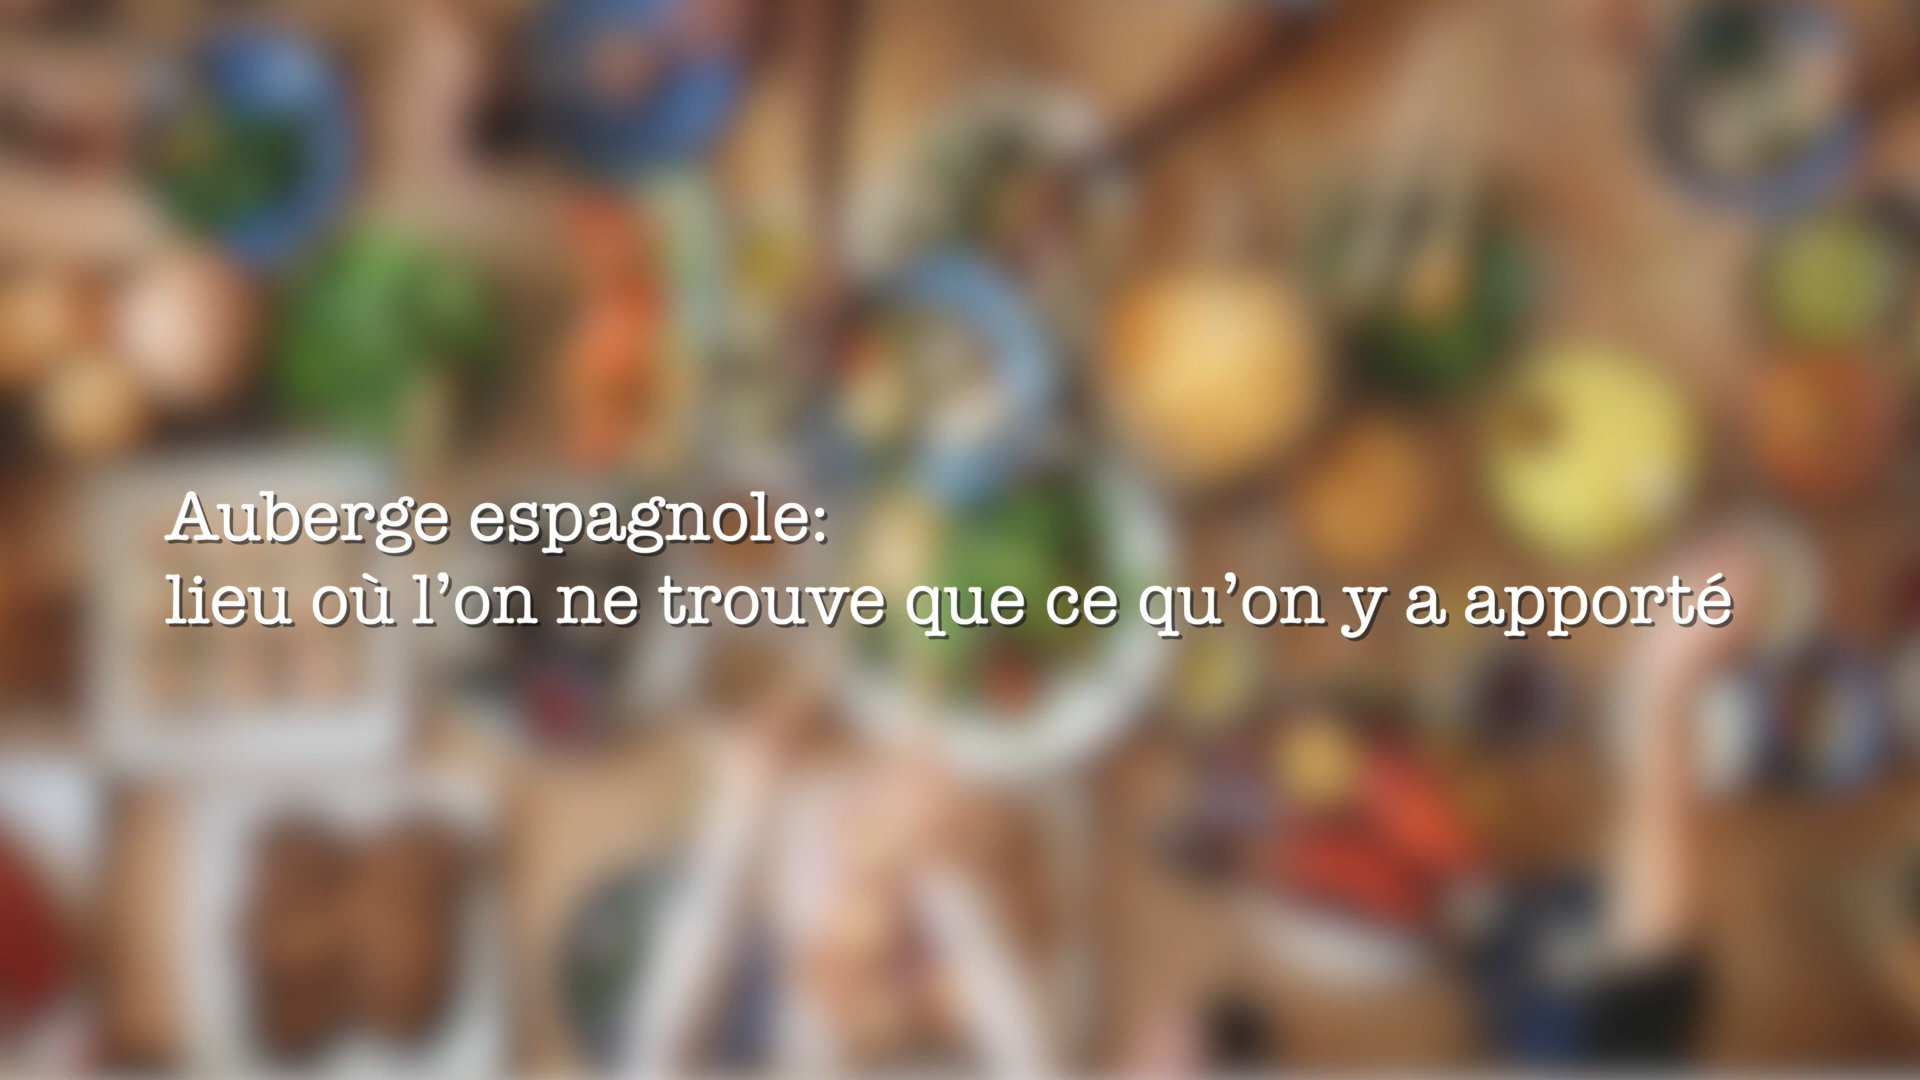 Auberge espagnole:
lieu où l’on ne trouve que ce qu’on y a apporté